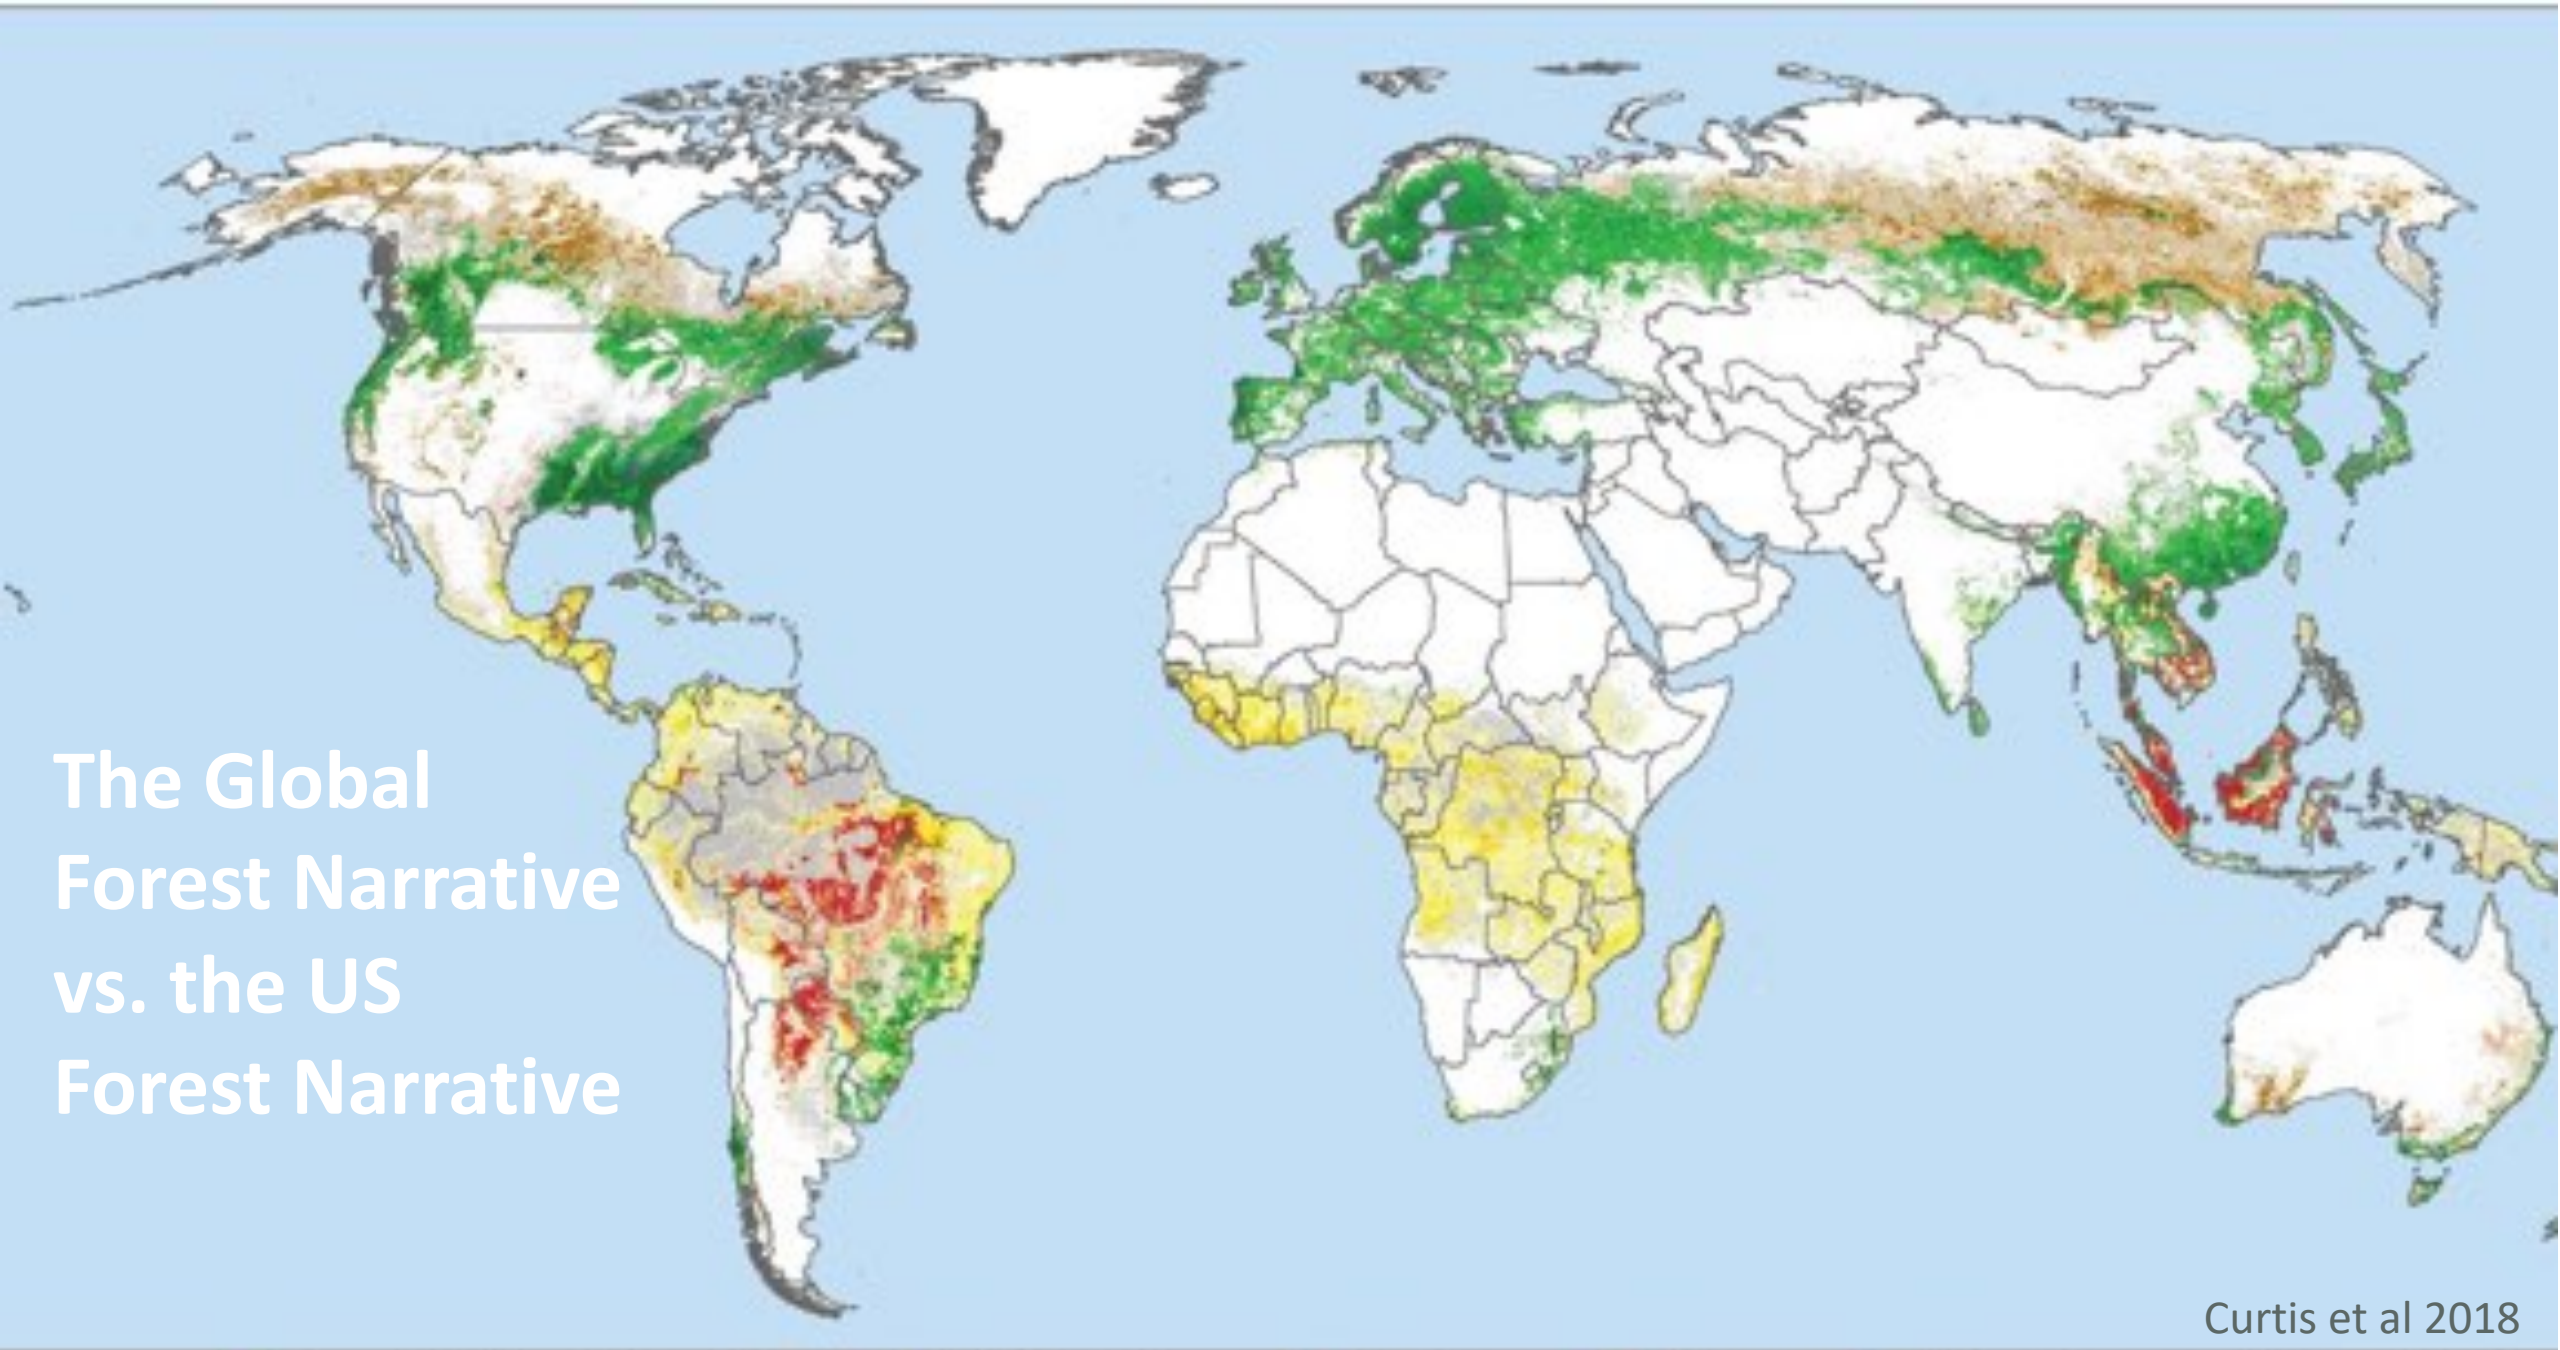 The Global
Forest Narrative
vs. the US
Forest Narrative
Curtis et al 2018